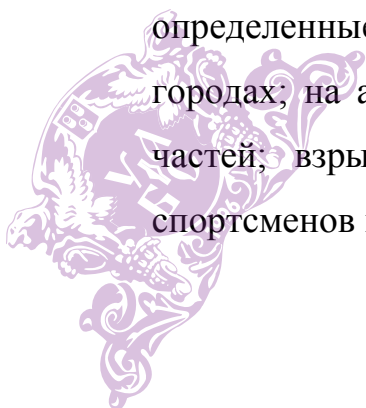 определенные
городах; на а
частей; взры
спортсменов